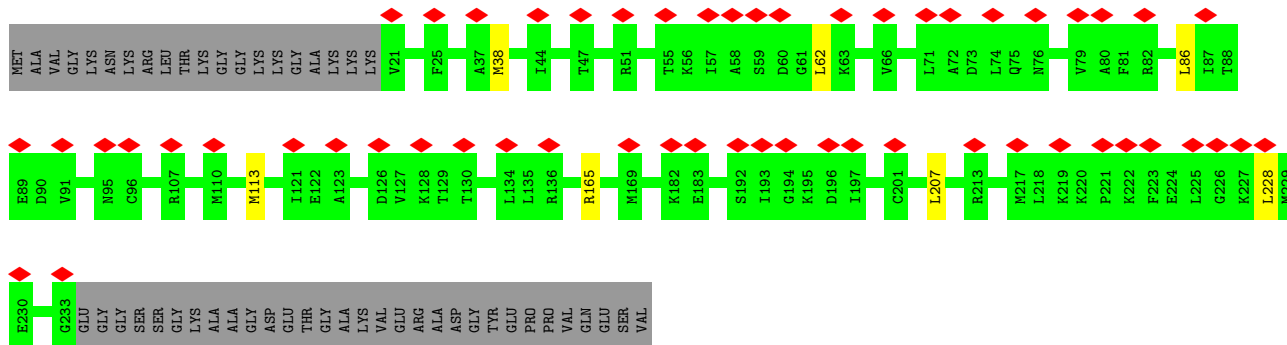 MET ALA VAL GLY LYS ASN LYS ARG LEU THR LYS GLY GLY LYS LYS GLY ALA LYS LYS LYS V21 F25 A37 M38 I44 T47 R51 T55 K56 I57 A58 S59 D60 G61 L62 K63 V66 L71 A72 D73 L74 Q75 N76 V79 A80 F81 R82 L86 I87 T88
E89 D90 V91 N95 C96 R107 M110 M113 I121 E122 A123 D126 V127 K128 T129 T130 L134 L135 R136 R165 M169 K182 E183 S192 I193 G194 K195 D196 I197 C201 L207 R213 M217 L218 K219 K220 P221 K222 F223 E224 L225 G226 K227 L228
E230 G233 GLU GLY GLY SER SER GLY LYS ALA ALA GLY ASP GLU THR GLY ALA LYS VAL GLU ARG ALA ASP GLY TYR GLU PRO PRO VAL GLN GLU SER VAL